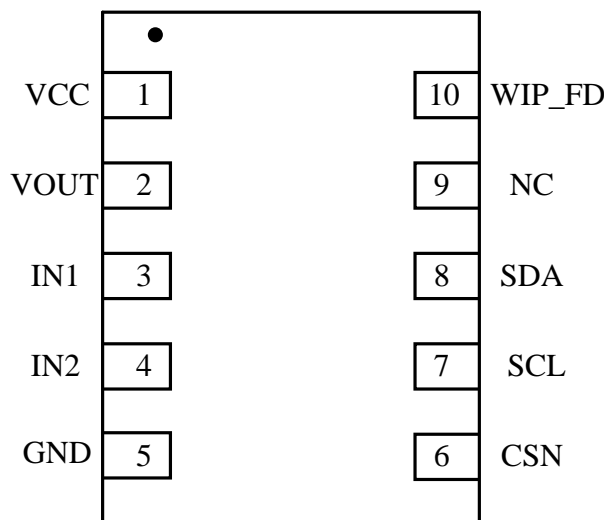 VCC 1 10 WIP_FD
VOUT 2 9 NC
IN1 3 8 SDA
IN2 4 7 SCL
GND 5 6 CSN